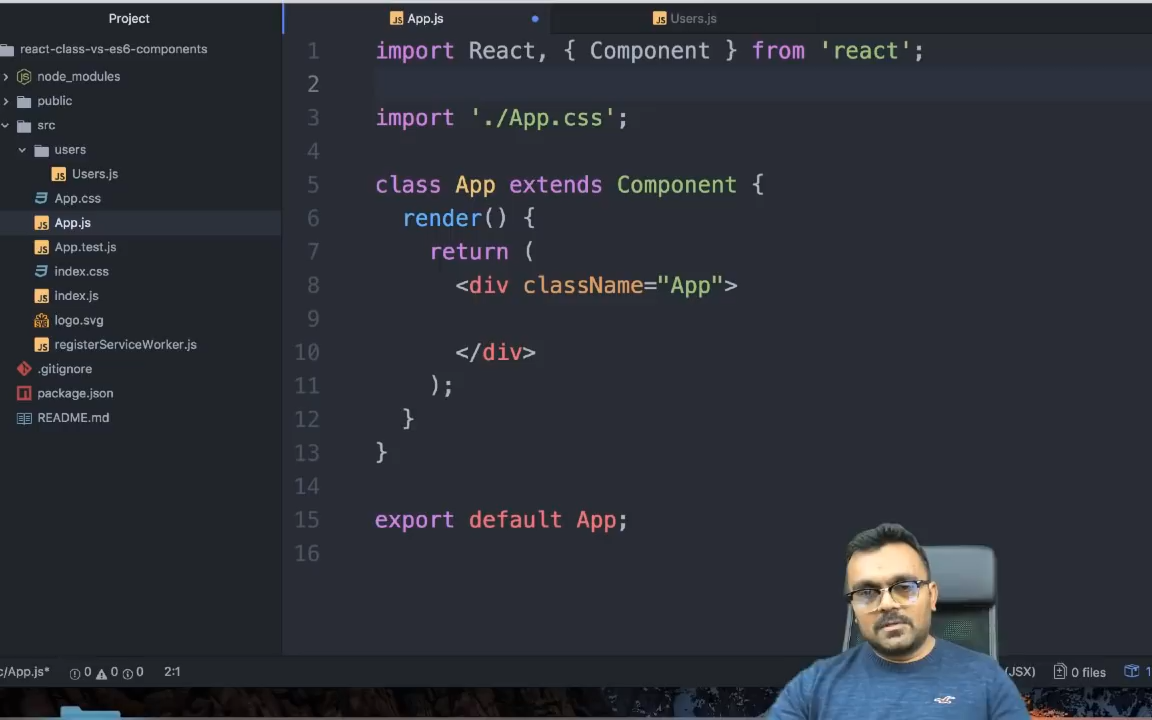 Project
App.js
Users.js
react-class-vs-es6-components
node_modules
public
src
users
Users.js
App.css
App.js
App.test.js
index.css
index.js
logo.svg
registerServiceWorker.js
.gitignore
package.json
README.md
1 import React, { Component } from 'react';
2
3 import './App.css';
4
5 class App extends Component {
6 render() {
7 return (
8 <div className="App">
9
10 </div>
11 );
12 }
13 }
14
15 export default App;
16
c/App.js* 0 0 0 2:1 (JSX) 0 files 1